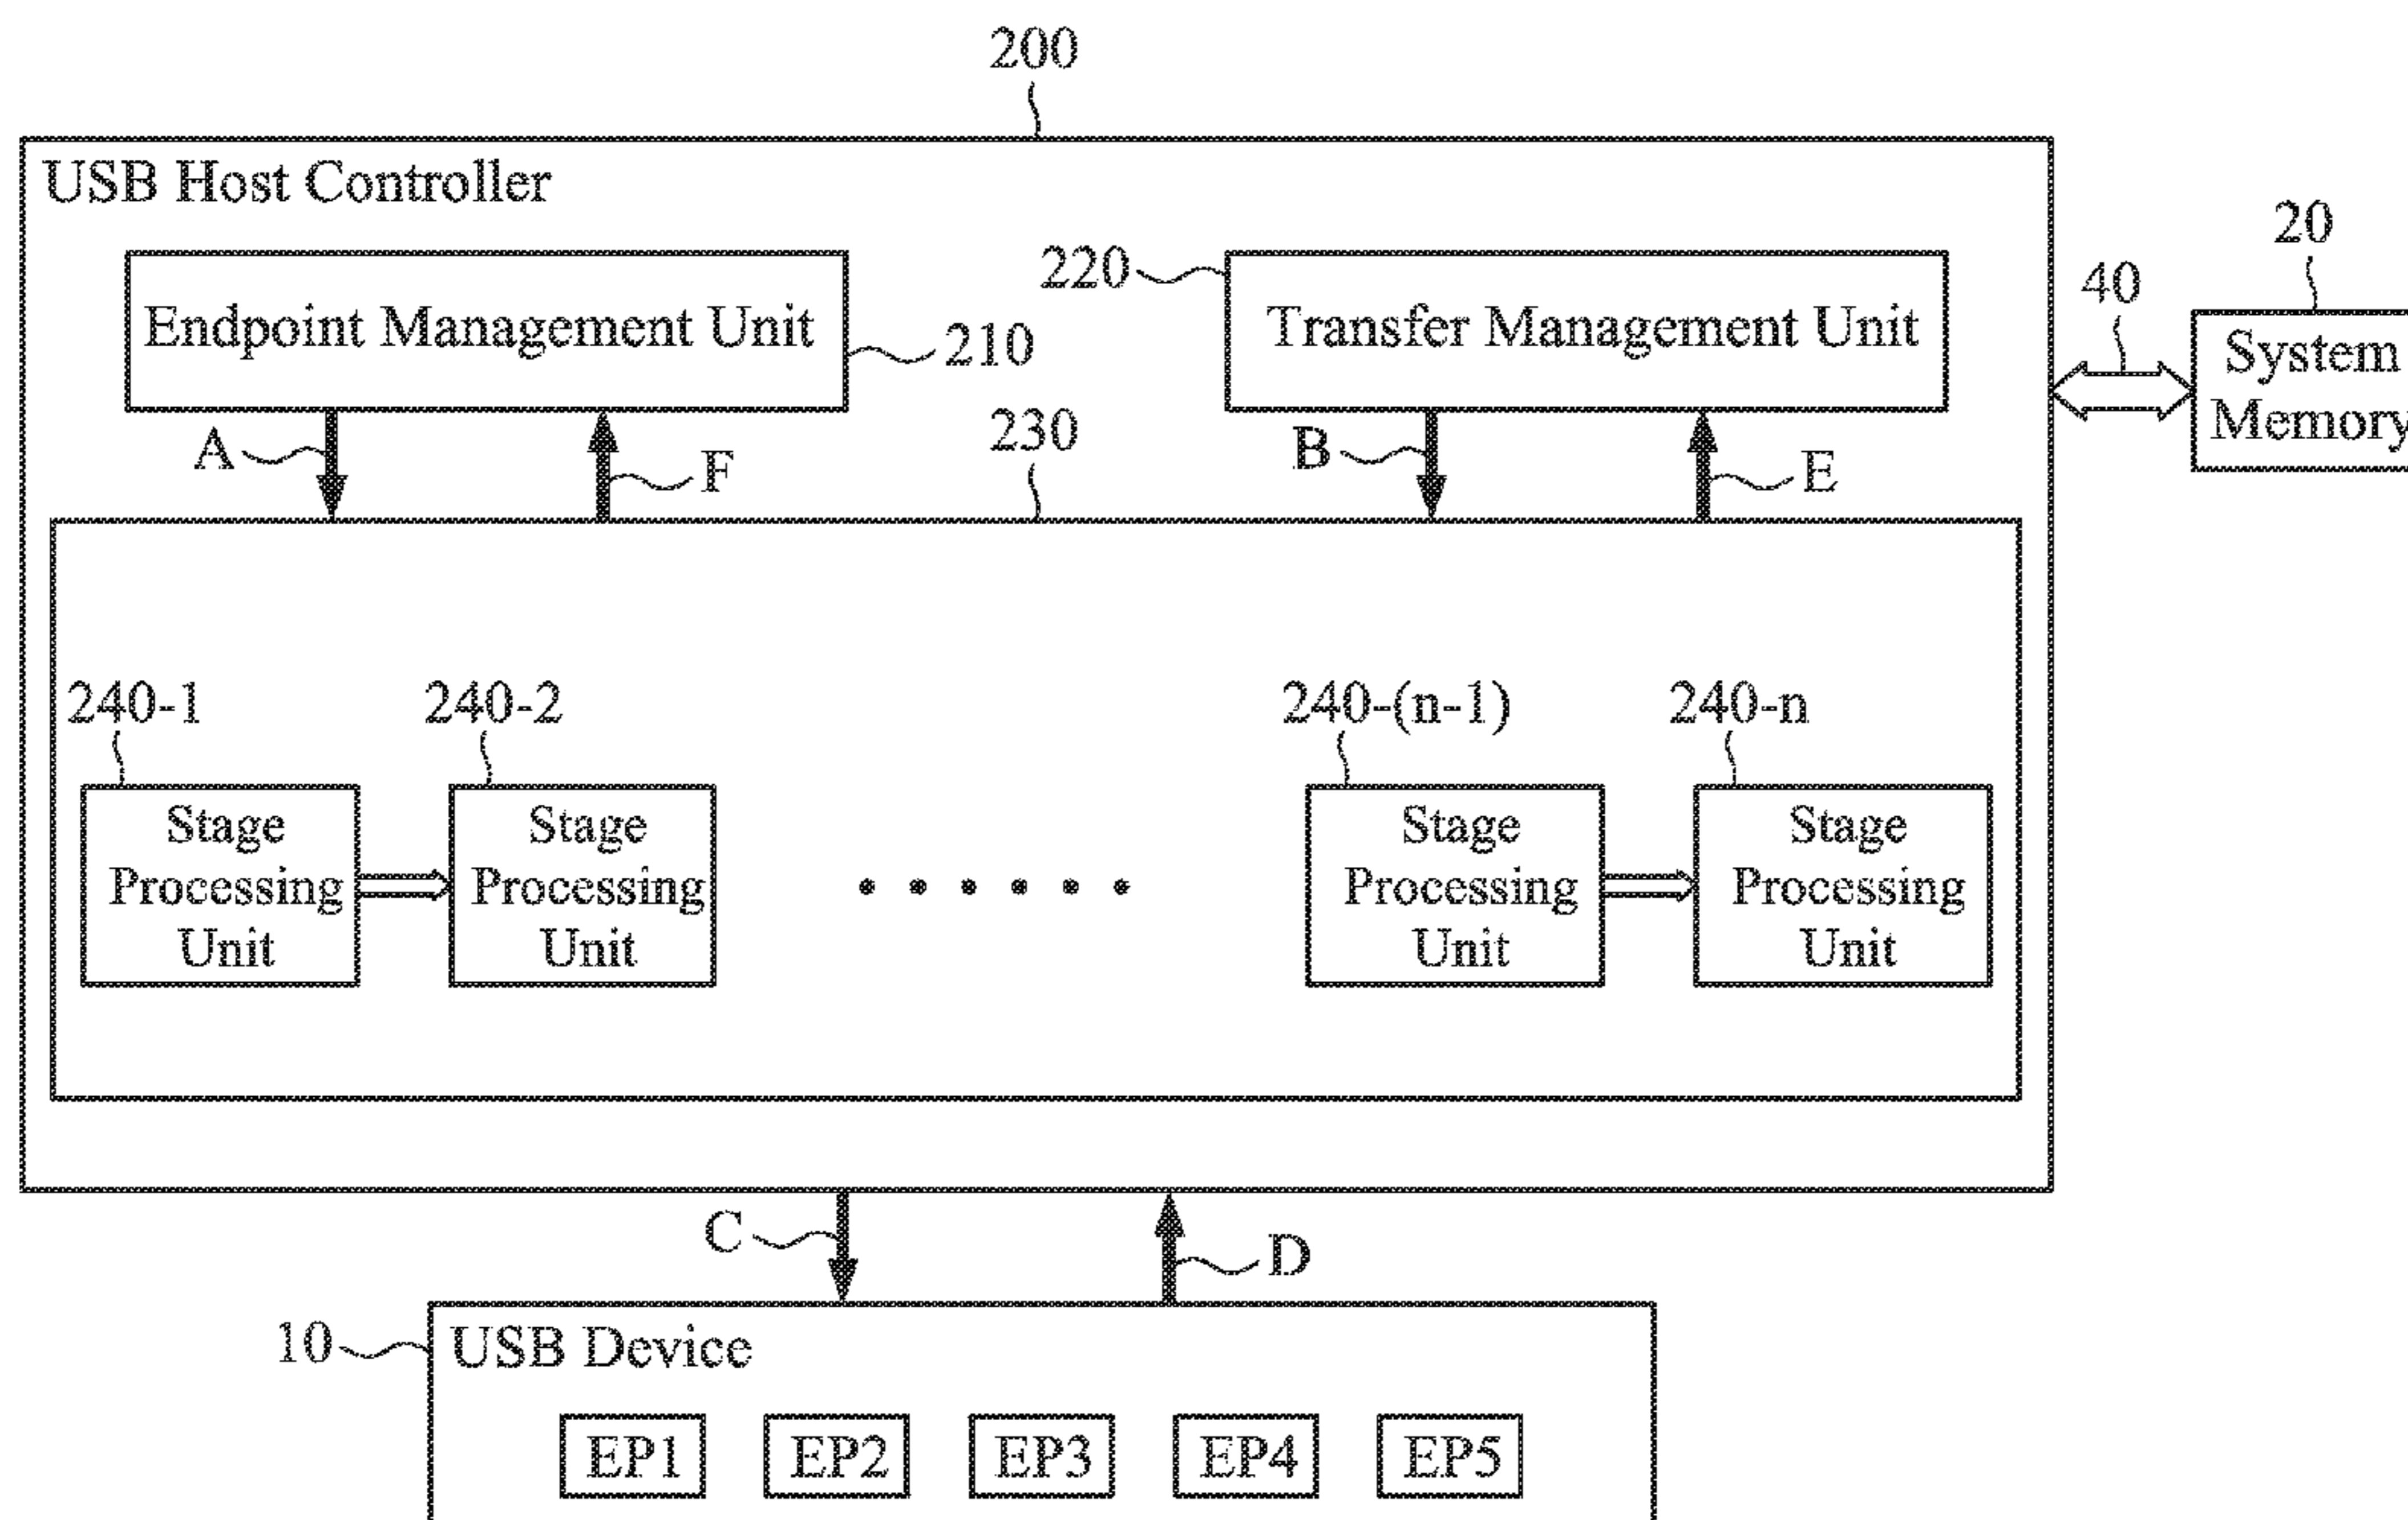 200
USB Host Controller
20
220
40
Endpoint Management Unit
Transfer Management Unit
210
System
Memory
A
F
230
B
E
240-1
240-2
240-(n-1)
240-n
Stage
Processing
Unit
Stage
Processing
Unit
Stage
Processing
Unit
Stage
Processing
Unit
C
D
10
USB Device
EP1
EP2
EP3
EP4
EP5